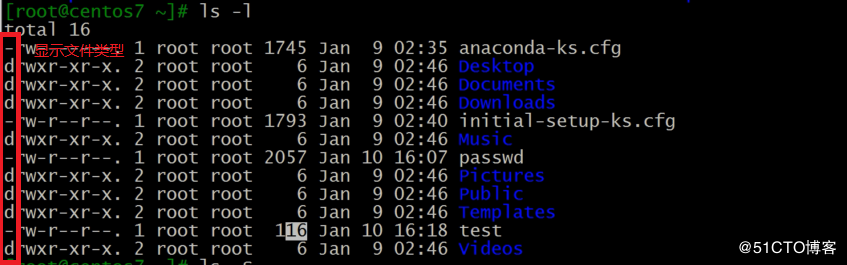 [root@centos7 ~]# ls -l
total 16
-rw-------. 1 root root 1745 Jan  9 02:35 anaconda-ks.cfg
显示文件类型
drwxr-xr-x. 2 root root    6 Jan  9 02:46 Desktop
drwxr-xr-x. 2 root root    6 Jan  9 02:46 Documents
drwxr-xr-x. 2 root root    6 Jan  9 02:46 Downloads
-rw-r--r--. 1 root root 1793 Jan  9 02:40 initial-setup-ks.cfg
drwxr-xr-x. 2 root root    6 Jan  9 02:46 Music
-rw-r--r--. 1 root root 2057 Jan 10 16:07 passwd
drwxr-xr-x. 2 root root    6 Jan  9 02:46 Pictures
drwxr-xr-x. 2 root root    6 Jan  9 02:46 Public
drwxr-xr-x. 2 root root    6 Jan  9 02:46 Templates
-rw-r--r--. 1 root root  116 Jan 10 16:18 test
drwxr-xr-x. 2 root root    6 Jan  9 02:46 Videos
@51CTO博客